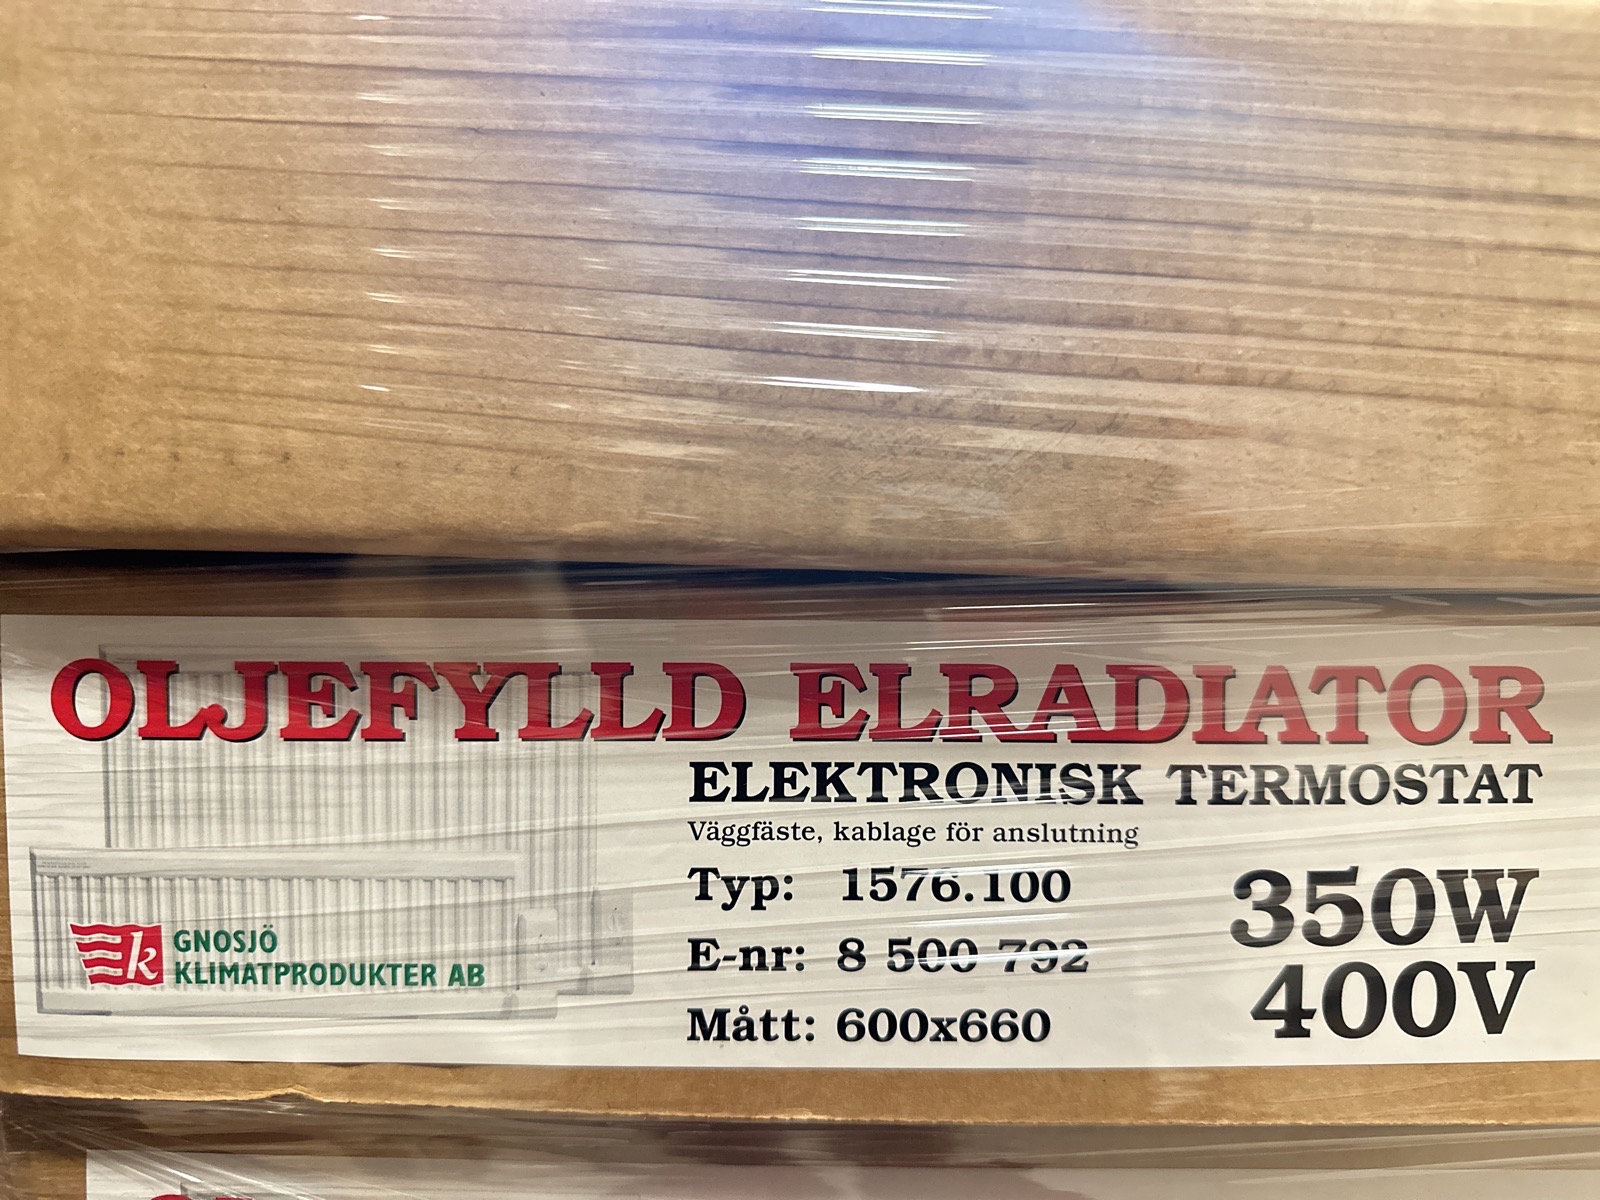 OLJEFYLLD ELRADIATOR
ELEKTRONISK TERMOSTAT
Väggfäste, kablage för anslutning
Typ: 1576.100
E-nr: 8 500 792
Mått: 600x660
350W
400V
k
GNOSJÖ
KLIMATPRODUKTER AB